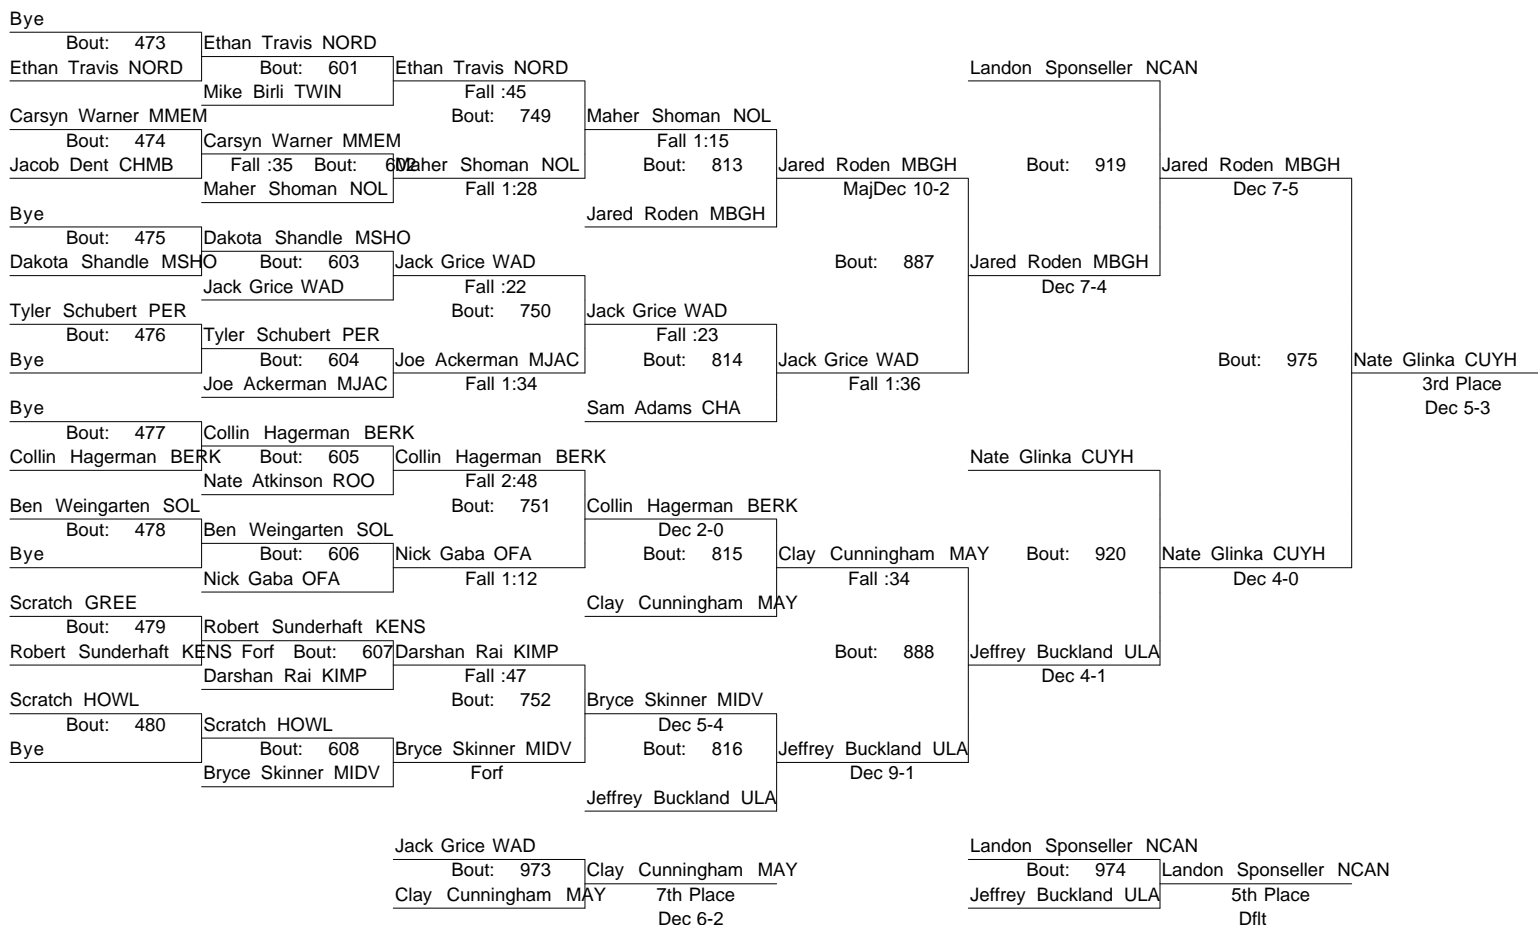 Bye
Bout: 473 Ethan Travis NORD
Ethan Travis NORD Bout: 601 Ethan Travis NORD Landon Sponseller NCAN
Mike Birli TWIN Fall :45
Carsyn Warner MMEM Bout: 749 Maher Shoman NOL
Bout: 474 Carsyn Warner MMEM Fall 1:15
Jacob Dent CHMB Fall :35 Bout: 602 Maher Shoman NOL Bout: 813 Jared Roden MBGH Bout: 919 Jared Roden MBGH
Maher Shoman NOL Fall 1:28 MajDec 10-2 Dec 7-5
Bye Jared Roden MBGH
Bout: 475 Dakota Shandle MSHO
Dakota Shandle MSHO Bout: 603 Jack Grice WAD Bout: 887 Jared Roden MBGH
Jack Grice WAD Fall :22 Dec 7-4
Tyler Schubert PER Bout: 750 Jack Grice WAD
Bout: 476 Tyler Schubert PER Fall :23
Bye Bout: 604 Joe Ackerman MJAC Bout: 814 Jack Grice WAD Bout: 975 Nate Glinka CUYH
Joe Ackerman MJAC Fall 1:34 Fall 1:36 3rd Place
Bye Sam Adams CHA Dec 5-3
Bout: 477 Collin Hagerman BERK
Collin Hagerman BERK Bout: 605 Collin Hagerman BERK Nate Glinka CUYH
Nate Atkinson ROO Fall 2:48
Ben Weingarten SOL Bout: 751 Collin Hagerman BERK
Bout: 478 Ben Weingarten SOL Dec 2-0
Bye Bout: 606 Nick Gaba OFA Bout: 815 Clay Cunningham MAY Bout: 920 Nate Glinka CUYH
Nick Gaba OFA Fall 1:12 Fall :34 Dec 4-0
Scratch GREE Clay Cunningham MAY
Bout: 479 Robert Sunderhaft KENS
Robert Sunderhaft KENS Forf Bout: 607 Darshan Rai KIMP Bout: 888 Jeffrey Buckland ULA
Darshan Rai KIMP Fall :47 Dec 4-1
Scratch HOWL Bout: 752 Bryce Skinner MIDV
Bout: 480 Scratch HOWL Dec 5-4
Bye Bout: 608 Bryce Skinner MIDV Bout: 816 Jeffrey Buckland ULA
Bryce Skinner MIDV Forf Dec 9-1
Jeffrey Buckland ULA
Jack Grice WAD Landon Sponseller NCAN
Bout: 973 Clay Cunningham MAY Bout: 974 Landon Sponseller NCAN
Clay Cunningham MAY 7th Place Jeffrey Buckland ULA 5th Place
Dec 6-2 Dflt